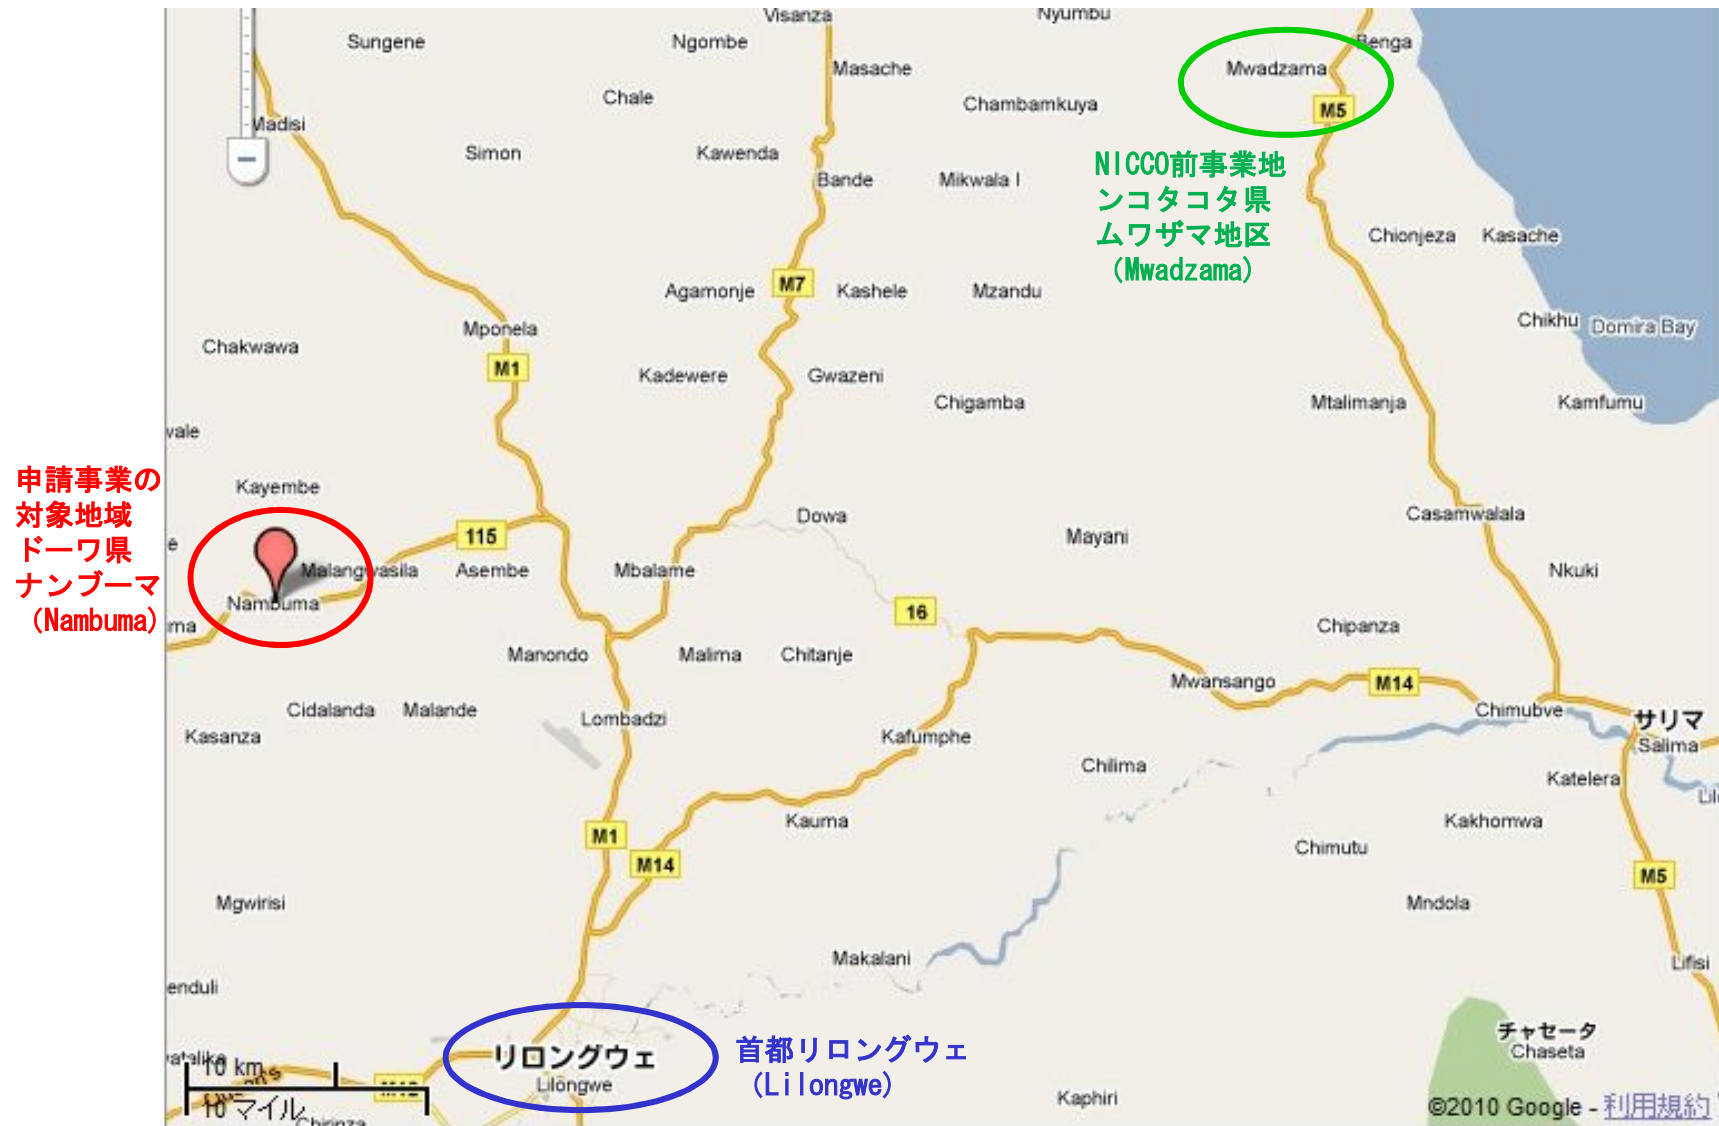 Visanza
Nyumbu
Sungene
Ngombe
Benga
Masache
Mwadzama
Chale
Chambamkuya
M5
Madisi
Simon
Kawenda
NICCO前事業地
ンコタコタ県
ムワザマ地区
(Mwadzama)
Bande
Mikwala I
Chionjeza
Kasache
Agamonje
M7
Kashele
Mzandu
Chikhu
Domira Bay
Mponela
Chakwawa
M1
Kadewere
Gwazeni
Chigamba
Mtalimanja
Kamfumu
vale
申請事業の
対象地域
ドーワ県
ナンブーマ
(Nambuma)
Kayembe
Dowa
Casamwalala
115
Mayani
e
Malangwasila
Asembe
Mbalame
Nkuki
Nambuma
16
ma
Chipanza
Manondo
Malima
Chitanje
Mwansango
M14
Cidalanda
Malande
Lombadzi
Chimubve
サリマ
Salima
Kasanza
Kafumphe
Chilima
Katelera
Lil
Kauma
Kakhomwa
M1
M14
Chimutu
M5
Mgwirisi
Mndola
Makalani
Lifisi
enduli
チャセータ
Chaseta
首都リロングウェ
(Lilongwe)
リロングウェ
Lilongwe
10 km
M12
10 マイル
Chirinza
Kaphiri
©2010 Google - 利用規約